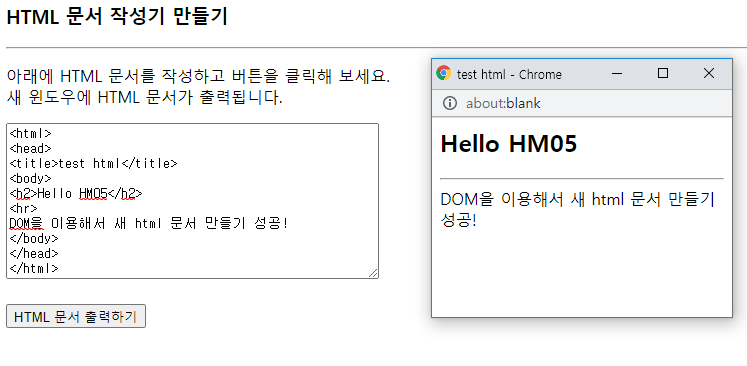 HTML 문서 작성기 만들기
아래에 HTML 문서를 작성하고 버튼을 클릭해 보세요.
새 윈도우에 HTML 문서가 출력됩니다.
<html>
<head>
<title>test html</title>
<body>
<h2>Hello HM05</h2>
<hr>
DOM을 이용해서 새 html 문서 만들기 성공!
</body>
</head>
</html>
HTML 문서 출력하기
test html - Chrome
about:blank
Hello HM05
DOM을 이용해서 새 html 문서 만들기
성공!